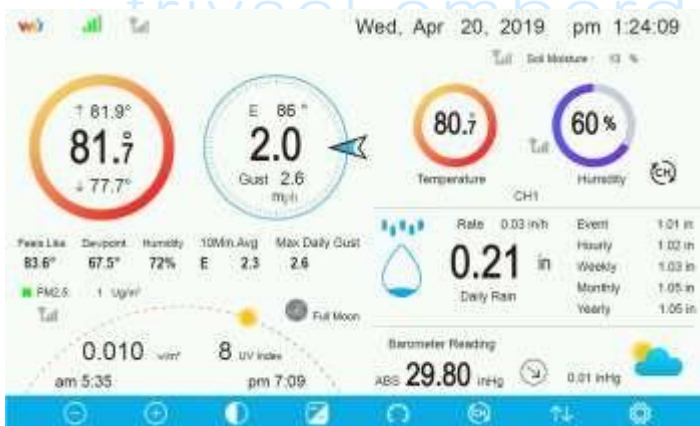 Wed, Apr 20, 2019 pm 1:24:09
Soil Moisture : 13 %
↑ 81.9°
81.7°
↓ 77.7°
E 86 °
2.0
Gust 2.6
mph
80.7°
Temperature
60 %
Humidity
CH
CH1
Feels Like Dewpoint Humidity 10Min.Avg Max Daily Gust
83.6° 67.5° 72% E 2.3 2.6
PM2.5 1 Ug/m³
Full Moon
0.010 w/m² 8 UV Index
am 5:35 pm 7:09
Rate 0.03 in/h
0.21 in
Daily Rain
Event 1.01 in
Hourly 1.02 in
Weekly 1.03 in
Monthly 1.05 in
Yearly 1.05 in
Barometer Reading
ABS 29.80 inHg 0.01 inHg
CH